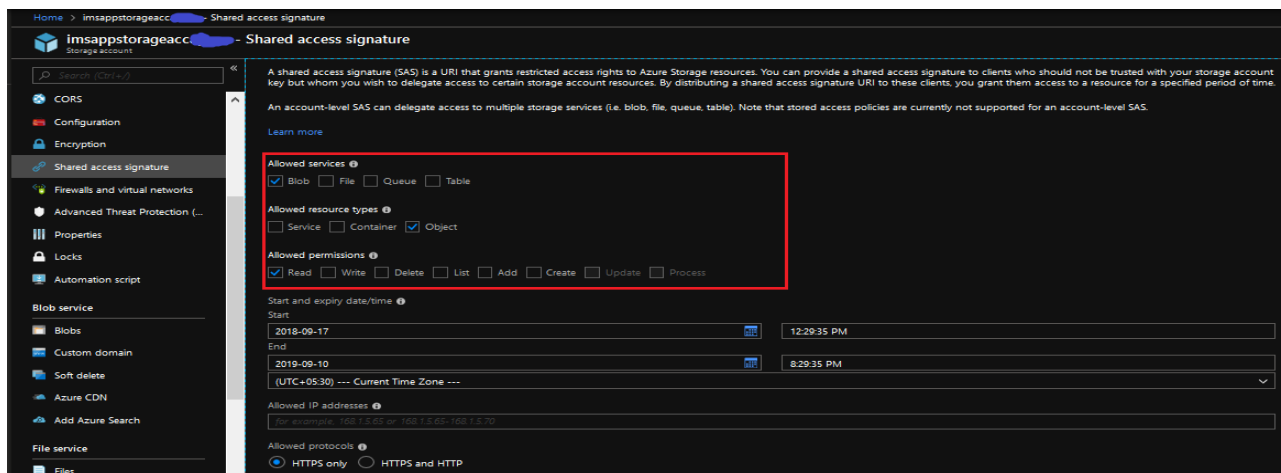 Home > imsappstorageacc - Shared access signature
imsappstorageacc - Shared access signature
Storage account
Search (Ctrl+/)
«
CORS
Configuration
Encryption
Shared access signature
Firewalls and virtual networks
Advanced Threat Protection (...
Properties
Locks
Automation script
Blob service
Blobs
Custom domain
Soft delete
Azure CDN
Add Azure Search
File service
Files
A shared access signature (SAS) is a URI that grants restricted access rights to Azure Storage resources. You can provide a shared access signature to clients who should not be trusted with your storage account
key but whom you wish to delegate access to certain storage account resources. By distributing a shared access signature URI to these clients, you grant them access to a resource for a specified period of time.
An account-level SAS can delegate access to multiple storage services (i.e. blob, file, queue, table). Note that stored access policies are currently not supported for an account-level SAS.
Learn more
Allowed services
Blob File Queue Table
Allowed resource types
Service Container Object
Allowed permissions
Read Write Delete List Add Create Update Process
Start and expiry date/time
Start
2018-09-17 12:29:35 PM
End
2019-09-10 8:29:35 PM
(UTC+05:30) --- Current Time Zone ---
Allowed IP addresses
for example, 168.1.5.65 or 168.1.5.65-168.1.5.70
Allowed protocols
HTTPS only HTTPS and HTTP